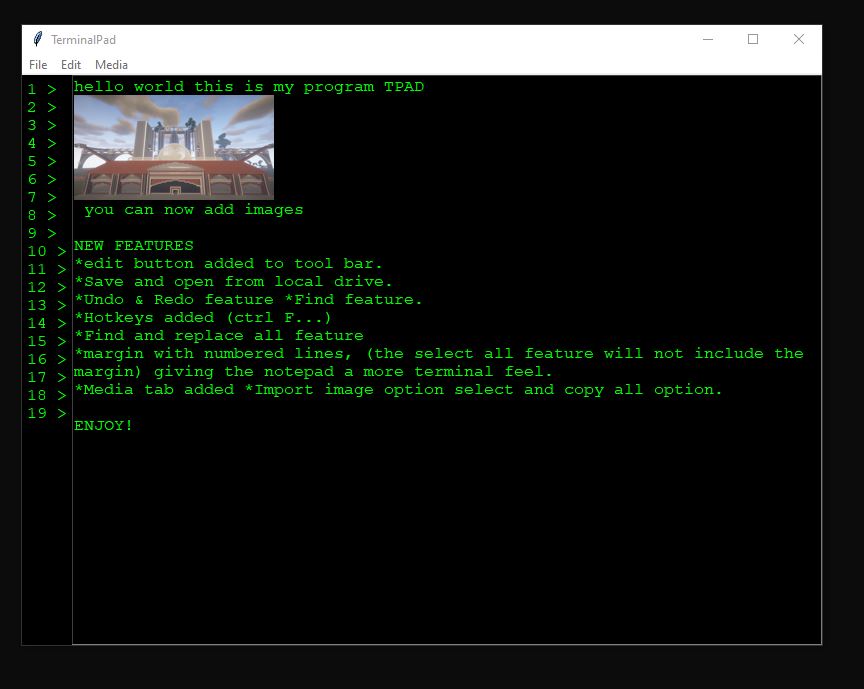 TerminalPad
File Edit Media
1 > hello world this is my program TPAD
2 >
3 >
4 >
5 >
6 >
7 >
8 > you can now add images
9 >
10 > NEW FEATURES
11 > *edit button added to tool bar.
12 > *Save and open from local drive.
13 > *Undo & Redo feature *Find feature.
14 > *Hotkeys added (ctrl F...)
15 > *Find and replace all feature
16 > *margin with numbered lines, (the select all feature will not include the
17 > margin) giving the notepad a more terminal feel.
18 > *Media tab added *Import image option select and copy all option.
19 >
ENJOY!